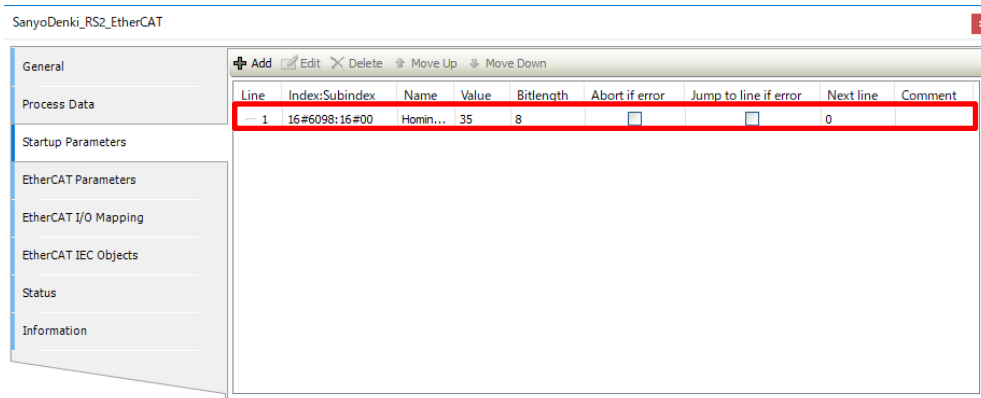 SanyoDenki_RS2_EtherCAT
General
Process Data
Startup Parameters
EtherCAT Parameters
EtherCAT I/O Mapping
EtherCAT IEC Objects
Status
Information
Add Edit Delete Move Up Move Down
Line Index:Subindex Name Value Bitlength Abort if error Jump to line if error Next line Comment
1 16#6098:16#00 Homin... 35 8 0